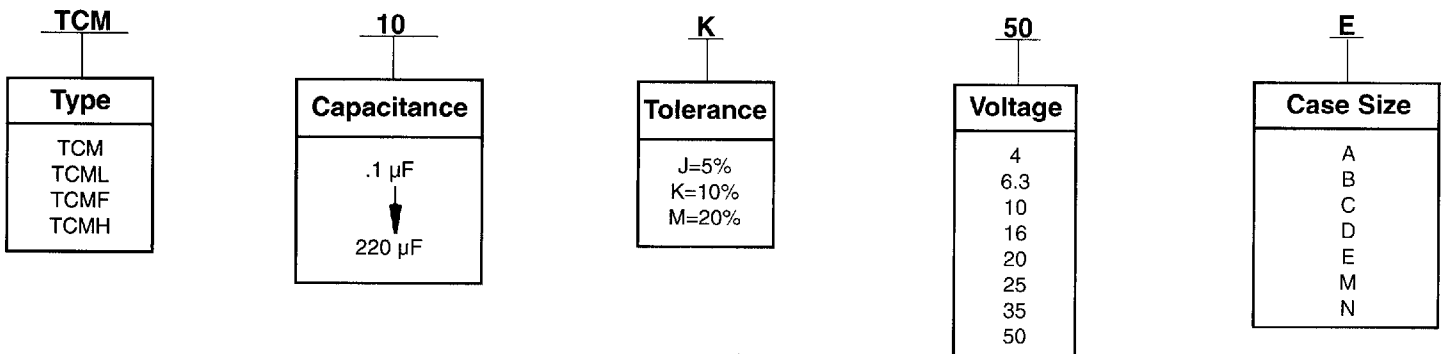 TCM 10 K 50 E
Type
TCM
TCML
TCMF
TCMH
Capacitance
.1 µF
220 µF
Tolerance
J=5%
K=10%
M=20%
Voltage
4
6.3
10
16
20
25
35
50
Case Size
A
B
C
D
E
M
N